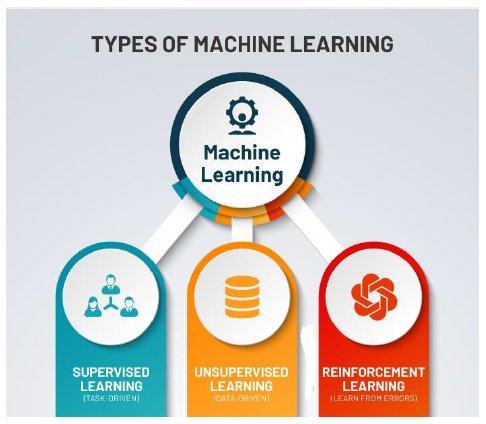 TYPES OF MACHINE LEARNING
Machine
Learning
SUPERVISED
LEARNING
(TASK-DRIVEN)
UNSUPERVISED
LEARNING
(DATA-DRIVEN)
REINFORCEMENT
LEARNING
(LEARN FROM ERRORS)